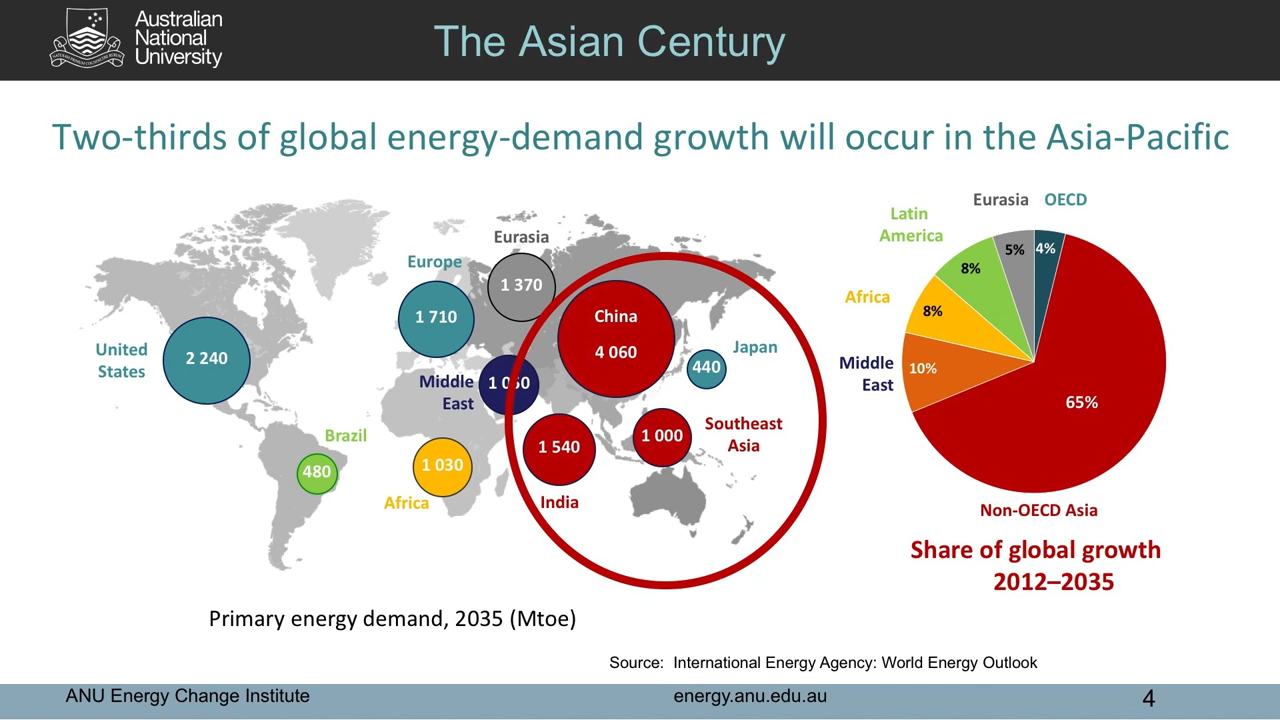 Australian
National
University
The Asian Century
Two-thirds of global energy-demand growth will occur in the Asia-Pacific
Eurasia
Europe
1 370
1 710
China
4 060
United
States
2 240
Japan
440
Middle
East
Brazil
480
Africa
1 030
1 540
India
1 000
Southeast
Asia
Primary energy demand, 2035 (Mtoe)
Eurasia
OECD
Latin
America
Africa
Middle
East
5%
4%
8%
8%
10%
65%
Non-OECD Asia
Share of global growth
2012–2035
Source: International Energy Agency: World Energy Outlook
ANU Energy Change Institute
energy.anu.edu.au
4